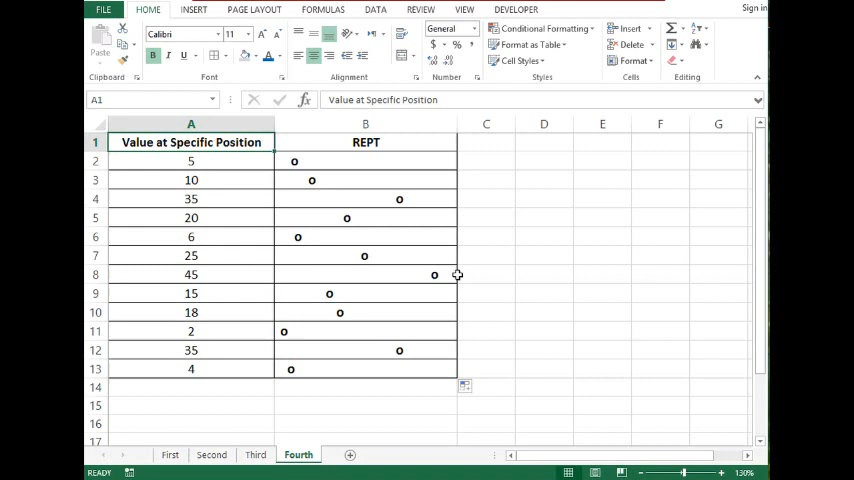 FILE HOME INSERT PAGE LAYOUT FORMULAS DATA REVIEW VIEW DEVELOPER Sign in
Paste Calibri 11 General Conditional Formatting Insert
B I U $ % Format as Table Delete
Cell Styles Format
Clipboard Font Alignment Number Styles Cells Editing
A1 fx Value at Specific Position
A B C D E F G
1 Value at Specific Position REPT
2 5 o
3 10 o
4 35 o
5 20 o
6 6 o
7 25 o
8 45 o
9 15 o
10 18 o
11 2 o
12 35 o
13 4 o
14
15
16
17
First Second Third Fourth
READY 130%